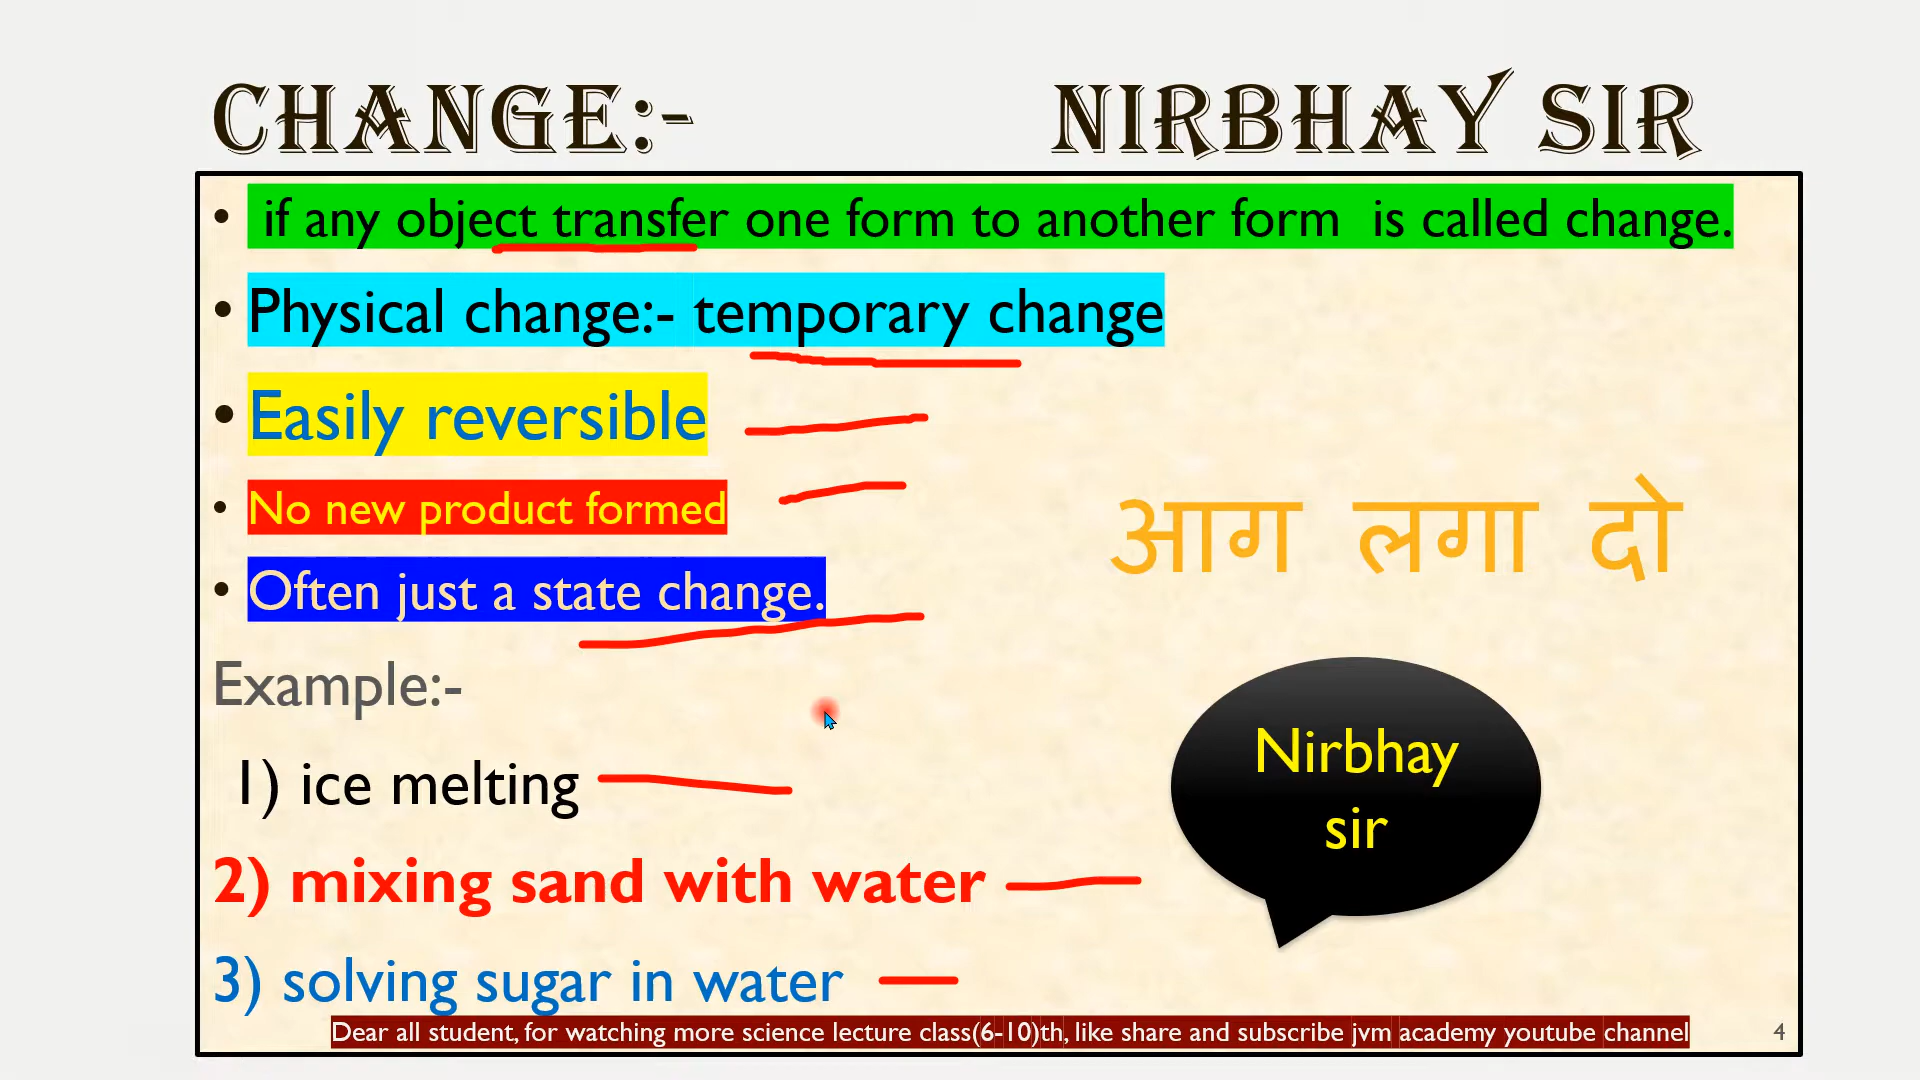 CHANGE:- NIRBHAY SIR
• if any object transfer one form to another form is called change.
• Physical change:- temporary change
• Easily reversible
• No new product formed
• Often just a state change.
आग लगा दो
Example:-
1) ice melting
Nirbhay
sir
2) mixing sand with water
3) solving sugar in water
Dear all student, for watching more science lecture class(6-10)th, like share and subscribe jvm academy youtube channel
4